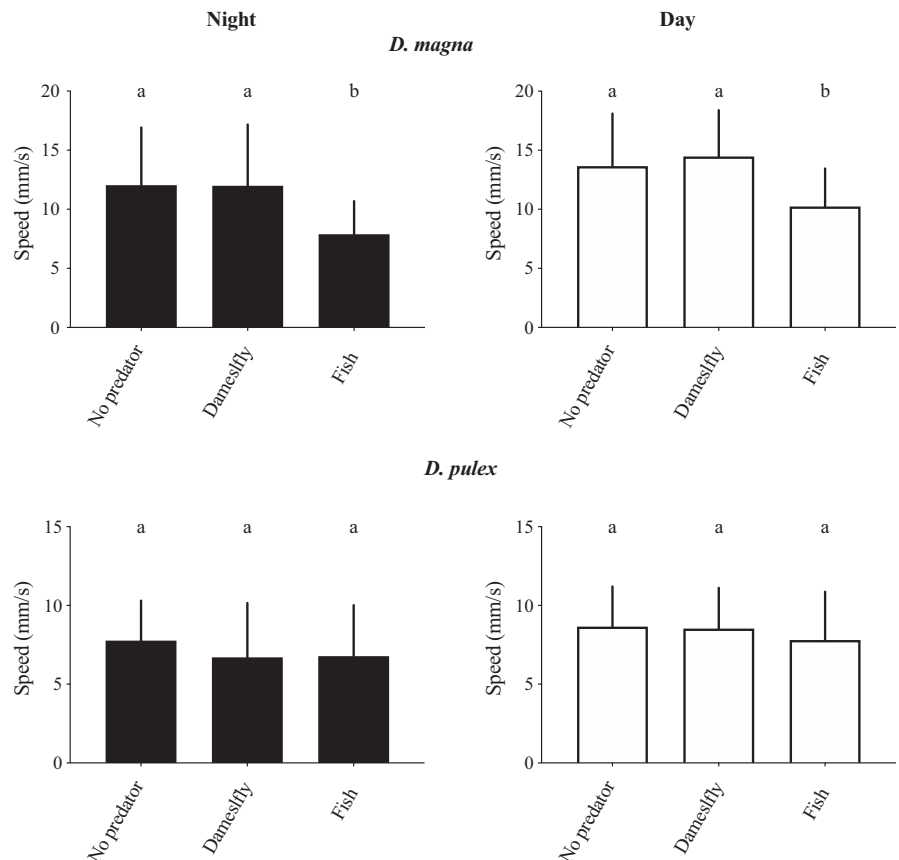 Night
Day
D. magna
a a b
20
15
10
5
0
Speed (mm/s)
No predator
Dameslfly
Fish
a a b
20
15
10
5
0
Speed (mm/s)
No predator
Dameslfly
Fish
D. pulex
a a a
15
10
5
0
Speed (mm/s)
No predator
Dameslfly
Fish
a a a
15
10
5
0
Speed (mm/s)
No predator
Dameslfly
Fish